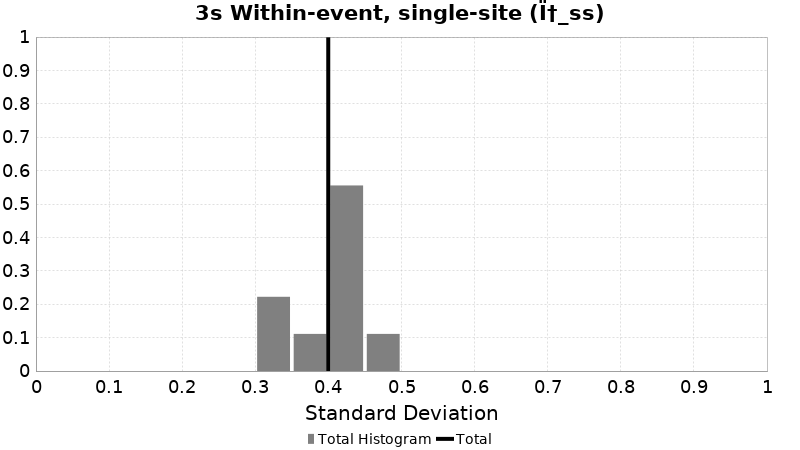 3s Within-event, single-site (Ï†_ss)
1
0.9
0.8
0.7
0.6
0.5
0.4
0.3
0.2
0.1
0
0 0.1 0.2 0.3 0.4 0.5 0.6 0.7 0.8 0.9 1
Standard Deviation
Total Histogram Total